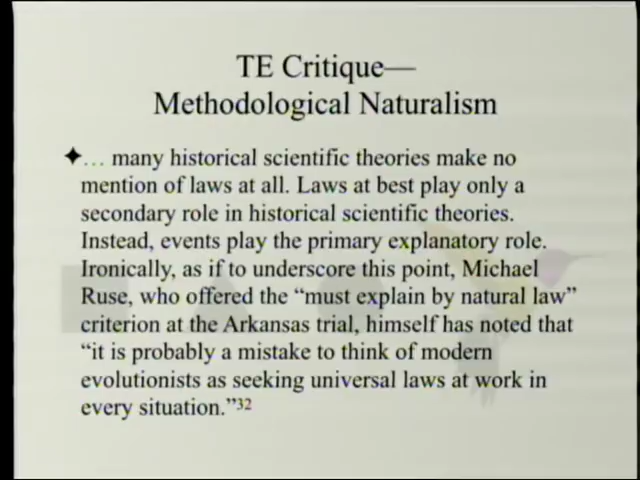 TE Critique—
Methodological Naturalism
✦… many historical scientific theories make no
mention of laws at all. Laws at best play only a
secondary role in historical scientific theories.
Instead, events play the primary explanatory role.
Ironically, as if to underscore this point, Michael
Ruse, who offered the “must explain by natural law”
criterion at the Arkansas trial, himself has noted that
“it is probably a mistake to think of modern
evolutionists as seeking universal laws at work in
every situation.”32